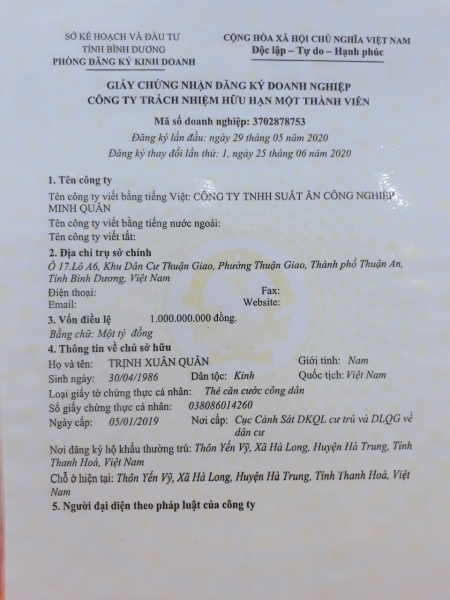 SỞ KẾ HOẠCH VÀ ĐẦU TƯ
TỈNH BÌNH DƯƠNG
PHÒNG ĐĂNG KÝ KINH DOANH
CỘNG HÒA XÃ HỘI CHỦ NGHĨA VIỆT NAM
Độc lập – Tự do – Hạnh phúc
GIẤY CHỨNG NHẬN ĐĂNG KÝ DOANH NGHIỆP
CÔNG TY TRÁCH NHIỆM HỮU HẠN MỘT THÀNH VIÊN
Mã số doanh nghiệp: 3702878753
Đăng ký lần đầu: ngày 29 tháng 05 năm 2020
Đăng ký thay đổi lần thứ: 1, ngày 25 tháng 06 năm 2020
1. Tên công ty
Tên công ty viết bằng tiếng Việt: CÔNG TY TNHH SUẤT ĂN CÔNG NGHIỆP
MINH QUÂN
Tên công ty viết bằng tiếng nước ngoài:
Tên công ty viết tắt:
2. Địa chỉ trụ sở chính
Ô 17.Lô A6, Khu Dân Cư Thuận Giao, Phường Thuận Giao, Thành phố Thuận An,
Tỉnh Bình Dương, Việt Nam
Điện thoại: Fax:
Email: Website:
3. Vốn điều lệ 1.000.000.000 đồng.
Bằng chữ: Một tỷ đồng
4. Thông tin về chủ sở hữu
Họ và tên: TRỊNH XUÂN QUÂN Giới tính: Nam
Sinh ngày: 30/04/1986 Dân tộc: Kinh Quốc tịch: Việt Nam
Loại giấy tờ chứng thực cá nhân: Thẻ căn cước công dân
Số giấy chứng thực cá nhân: 038086014260
Ngày cấp: 05/01/2019 Nơi cấp: Cục Cảnh Sát DKQL cư trú và DLQG về
dân cư
Nơi đăng ký hộ khẩu thường trú: Thôn Yến Vỹ, Xã Hà Long, Huyện Hà Trung, Tỉnh
Thanh Hoá, Việt Nam
Chỗ ở hiện tại: Thôn Yến Vỹ, Xã Hà Long, Huyện Hà Trung, Tỉnh Thanh Hoá, Việt
Nam
5. Người đại diện theo pháp luật của công ty